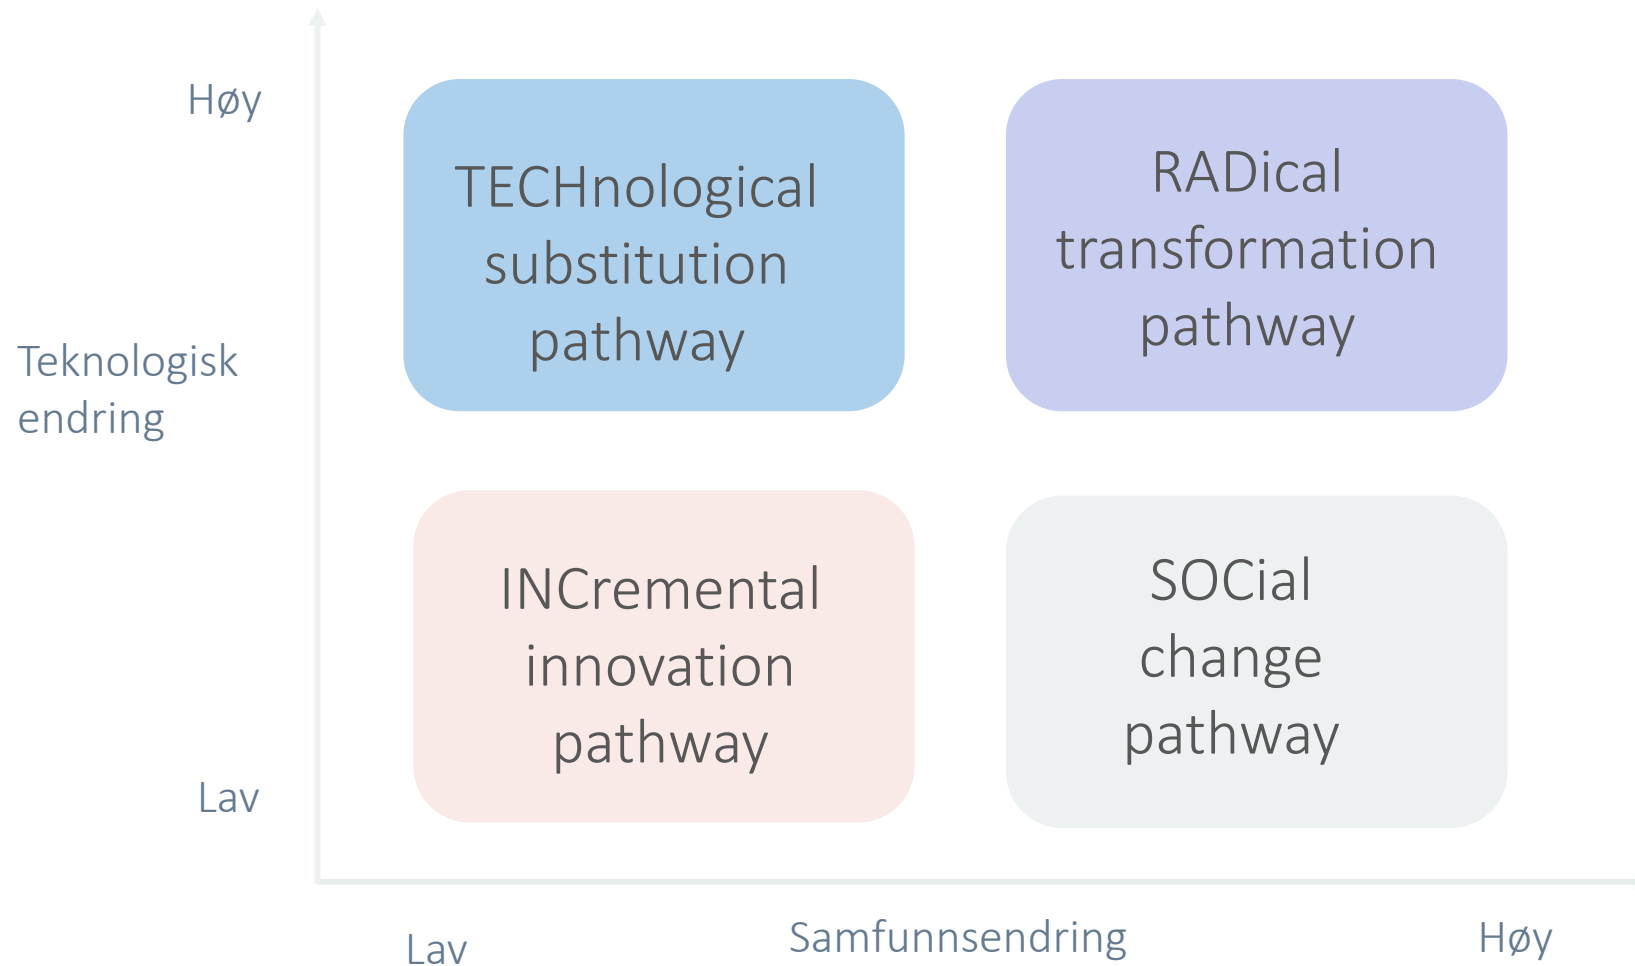 Høy
TECHnological
substitution
pathway
RADical
transformation
pathway
Teknologisk
endring
INCremental
innovation
pathway
SOCial
change
pathway
Lav
Lav
Samfunnsendring
Høy